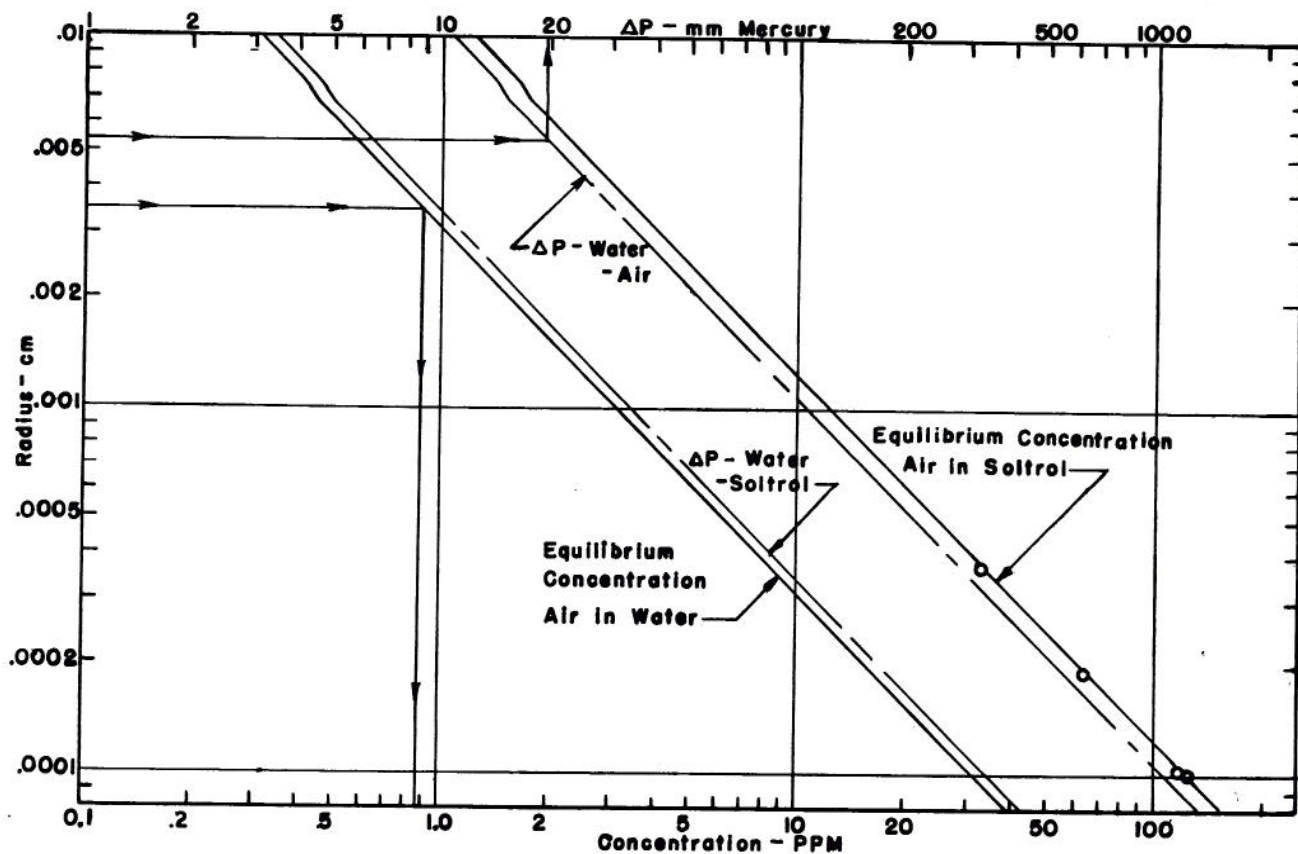 1 2 5 10 20 ΔP - mm Mercury 200 500 1000
.01
.005
.002
.001
.0005
.0002
.0001
Radius - cm
ΔP - Water
- Air
Equilibrium Concentration
Air in Soltrol
ΔP - Water
- Soltrol
Equilibrium
Concentration
Air in Water
0.1 .2 .5 1.0 2 5 10 20 50 100
Concentration - PPM